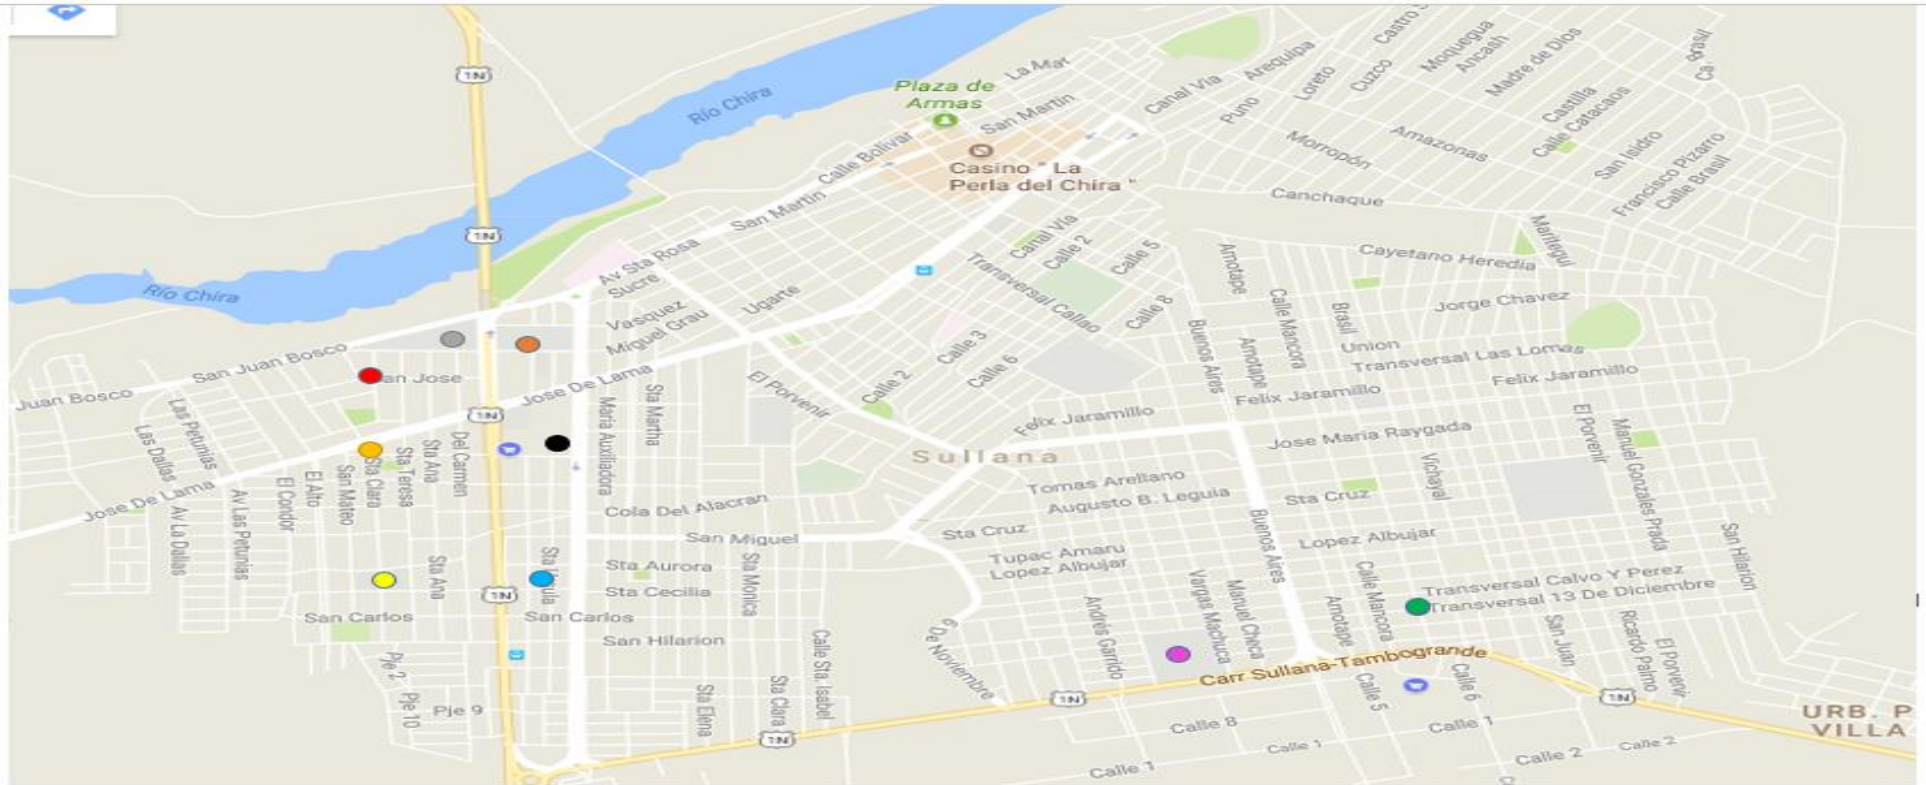 1N
Plaza de
Armas
La Mar
San Martin
Canal Via
Arequipa
Puno
Loreto
Cuzco
Moquegua
Ancash
Madre de Dios
Castilla
Calle Catacaos
Morropón
Amazonas
San Isidro
Francisco Pizarro
Calle Brasil
Río Chira
Calle Bolivar
Casino " La
Perla del Chira "
San Martin
Canchaque
1N
Av Sta Rosa
Sucre
Canal Vía
Calle 2
Calle 5
Transversal Callao
Amotape
Cayetano Heredia
Río Chira
Vasquez
Miguel Grau
Ugarte
Calle 8
Calle Mancora
Brasil
Jorge Chavez
San Juan Bosco
Calle 3
Calle 6
Buenos Aires
Amotape
Union
Transversal Las Lomas
Juan Bosco
an Jose
Jose De Lama
El Porvenir
Calle 2
Felix Jaramillo
Felix Jaramillo
Felix Jaramillo
Las Petunias
Las Dallas
1N
Sta Martha
Maria Auxiliadora
Jose Maria Raygada
El Porvenir
Manuel Gonzales Prada
Sullana
Del Carmen
Sta Ana
Sta Teresa
Sta Clara
San Mateo
El Alto
El Condor
Av Las Petunias
Av La Dallas
Jose De Lama
Vichayal
Tomas Arellano
Augusto B. Leguia
Sta Cruz
Cola Del Alacran
San Miguel
Sta Cruz
Buenos Aires
Lopez Albujar
San Hilarion
Tupac Amaru
Lopez Albujar
Sta Ana
Sta Aurora
Sta Cecilia
Sta Monica
1N
Transversal Calvo Y Perez
Transversal 13 De Diciembre
San Carlos
San Carlos
San Hilarion
Calle Sta. Isabel
6 De Noviembre
Andrés Garrido
Vargas Machuca
Manuel Checa
Amotape
Calle Mancora
San Juan
Ricardo Palmo
El Porvenir
Carr Sullana-Tambogrande
Pje 2
Pje 10
Pje 9
Sta Elena
Sta Clara
1N
1N
Calle 5
Calle 6
1N
Calle 8
Calle 1
Calle 1
Calle 1
Calle 2
Calle 2
URB. P
VILLA